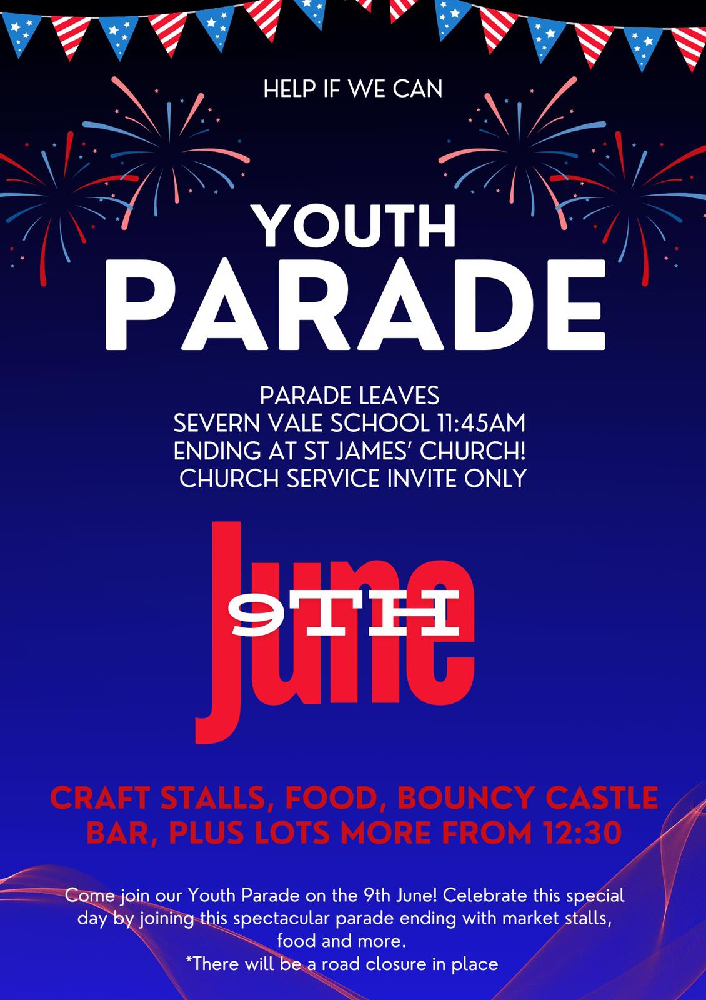 HELP IF WE CAN
YOUTH
PARADE
PARADE LEAVES
SEVERN VALE SCHOOL 11:45AM
ENDING AT ST JAMES' CHURCH!
CHURCH SERVICE INVITE ONLY
June
9TH
CRAFT STALLS, FOOD, BOUNCY CASTLE
BAR, PLUS LOTS MORE FROM 12:30
Come join our Youth Parade on the 9th June! Celebrate this special
day by joining this spectacular parade ending with market stalls,
food and more.
*There will be a road closure in place